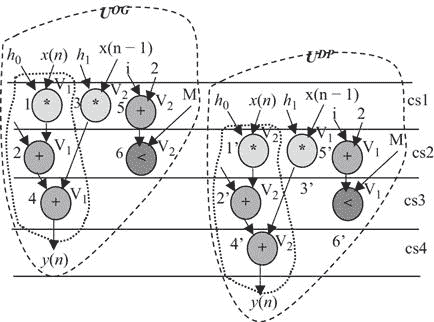 U^OG
h₀ x(n) h₁ x(n − 1) i 2 M
1 * V₁ 3 * V₂ 5 + V₂ cs1
2 + V₁ 6 < V₂
4 + V₁
y(n)
U^DP
h₀ x(n) h₁ x(n − 1) i 2 M
1' * V₂ * V₂ 5' + V₁ cs2
2' + V₂ 3' < V₁ cs3
4' + V₂ 6' cs4
y(n)